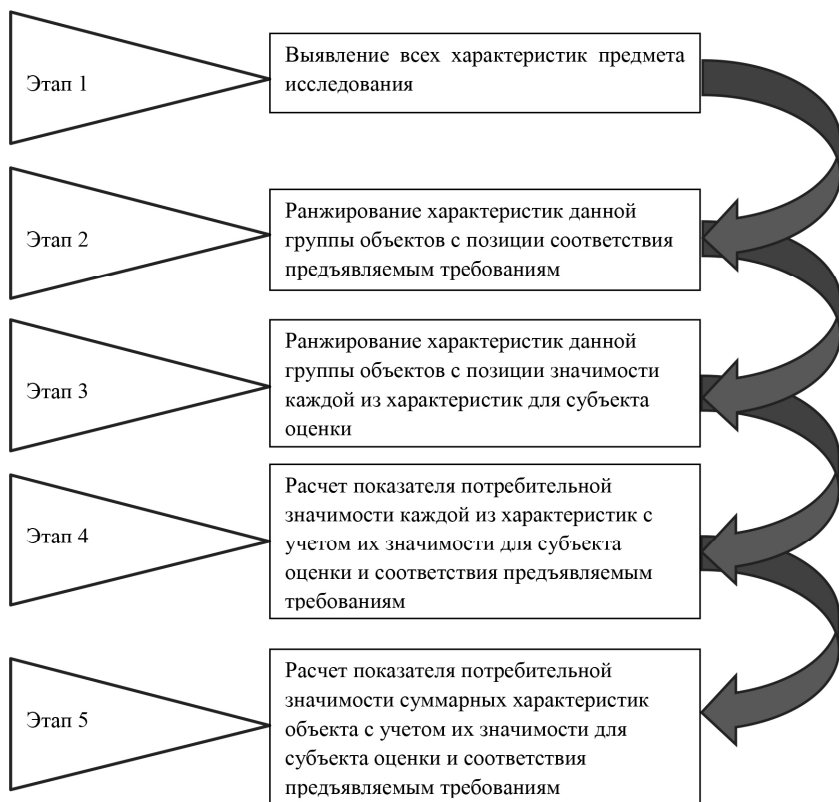 Этап 1
Выявление всех характеристик предмета
исследования
Этап 2
Ранжирование характеристик данной
группы объектов с позиции соответствия
предъявляемым требованиям
Этап 3
Ранжирование характеристик данной
группы объектов с позиции значимости
каждой из характеристик для субъекта
оценки
Этап 4
Расчет показателя потребительной
значимости каждой из характеристик с
учетом их значимости для субъекта
оценки и соответствия предъявляемым
требованиям
Этап 5
Расчет показателя потребительной
значимости суммарных характеристик
объекта с учетом их значимости для
субъекта оценки и соответствия
предъявляемым требованиям